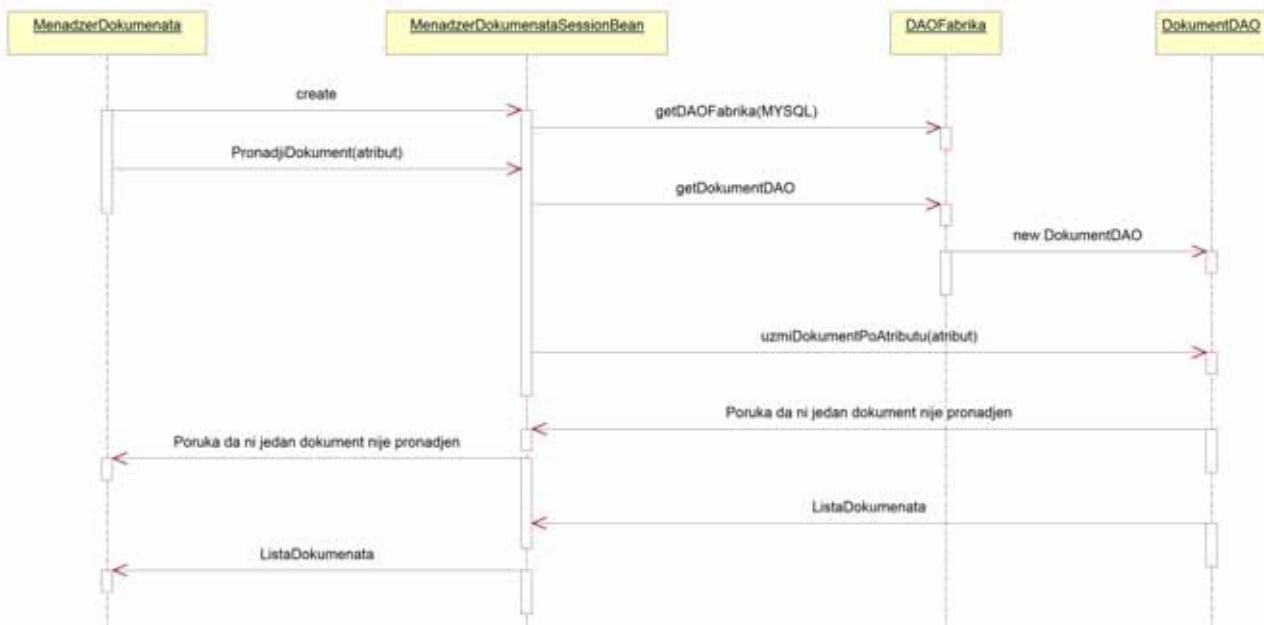 MenadzerDokumenata
MenadzerDokumenataSessionBean
DAOFabrika
DokumentDAO
create
getDAOFabrika(MYSQL)
PronadjiDokument(atribut)
getDokumentDAO
new DokumentDAO
uzmiDokumentPoAtributu(atribut)
Poruka da ni jedan dokument nije pronadjen
Poruka da ni jedan dokument nije pronadjen
ListaDokumenata
ListaDokumenata